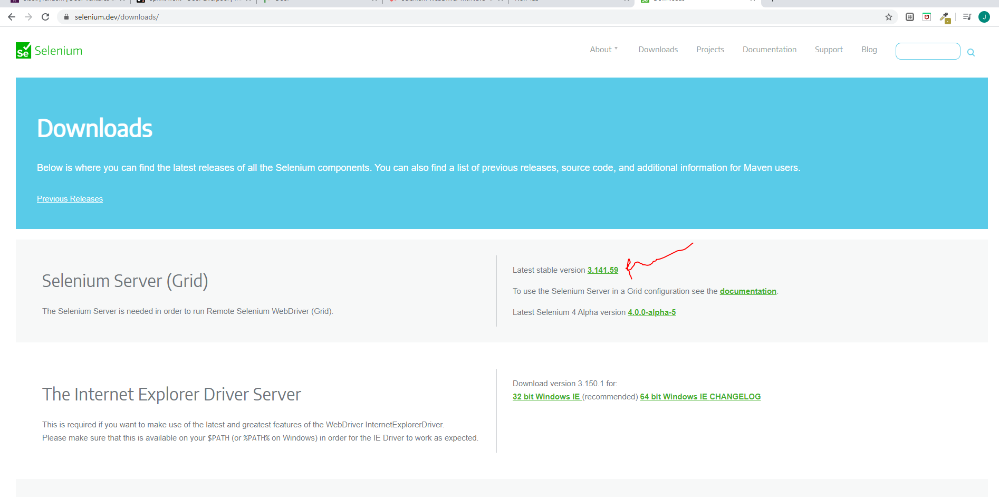 selenium.dev/downloads/
J
Se Selenium
About Downloads Projects Documentation Support Blog
Downloads
Below is where you can find the latest releases of all the Selenium components. You can also find a list of previous releases, source code, and additional information for Maven users.
Previous Releases
Selenium Server (Grid)
The Selenium Server is needed in order to run Remote Selenium WebDriver (Grid).
Latest stable version 3.141.59
To use the Selenium Server in a Grid configuration see the documentation.
Latest Selenium 4 Alpha version 4.0.0-alpha-5
The Internet Explorer Driver Server
This is required if you want to make use of the latest and greatest features of the WebDriver InternetExplorerDriver.
Please make sure that this is available on your $PATH (or %PATH% on Windows) in order for the IE Driver to work as expected.
Download version 3.150.1 for:
32 bit Windows IE (recommended) 64 bit Windows IE CHANGELOG